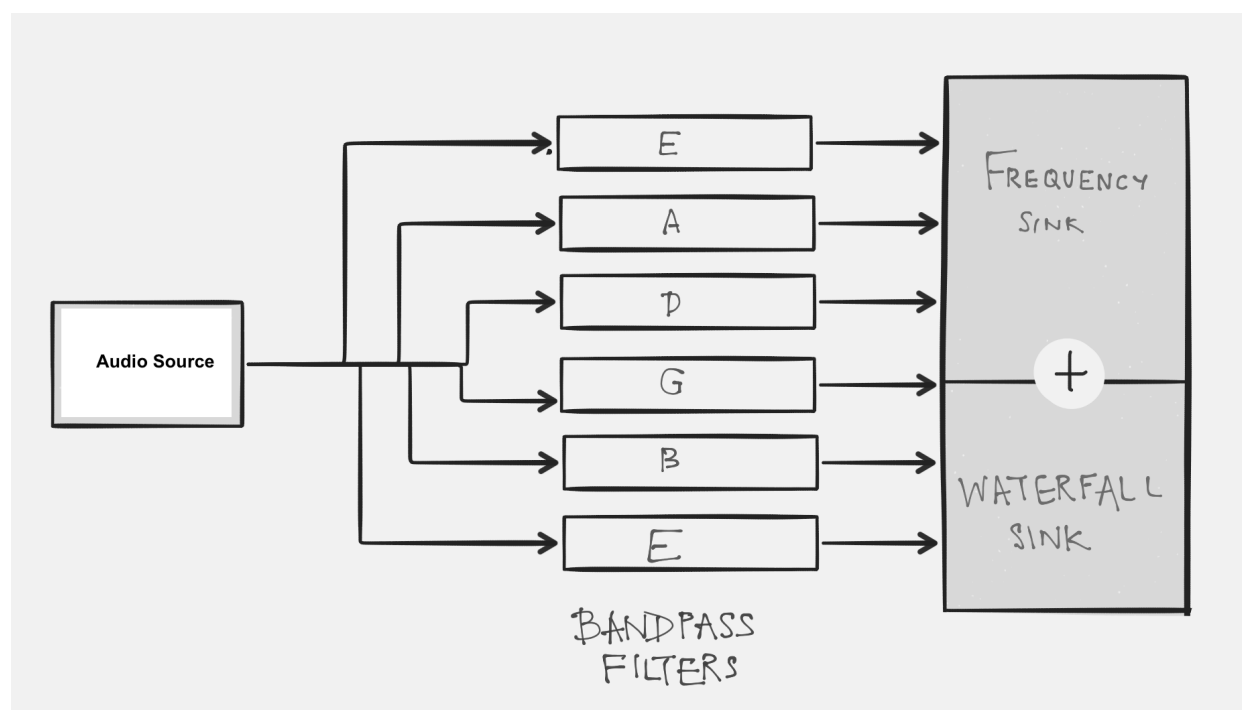 Audio Source
E
A
D
G
B
E
BANDPASS
FILTERS
FREQUENCY
SINK
+
WATERFALL
SINK